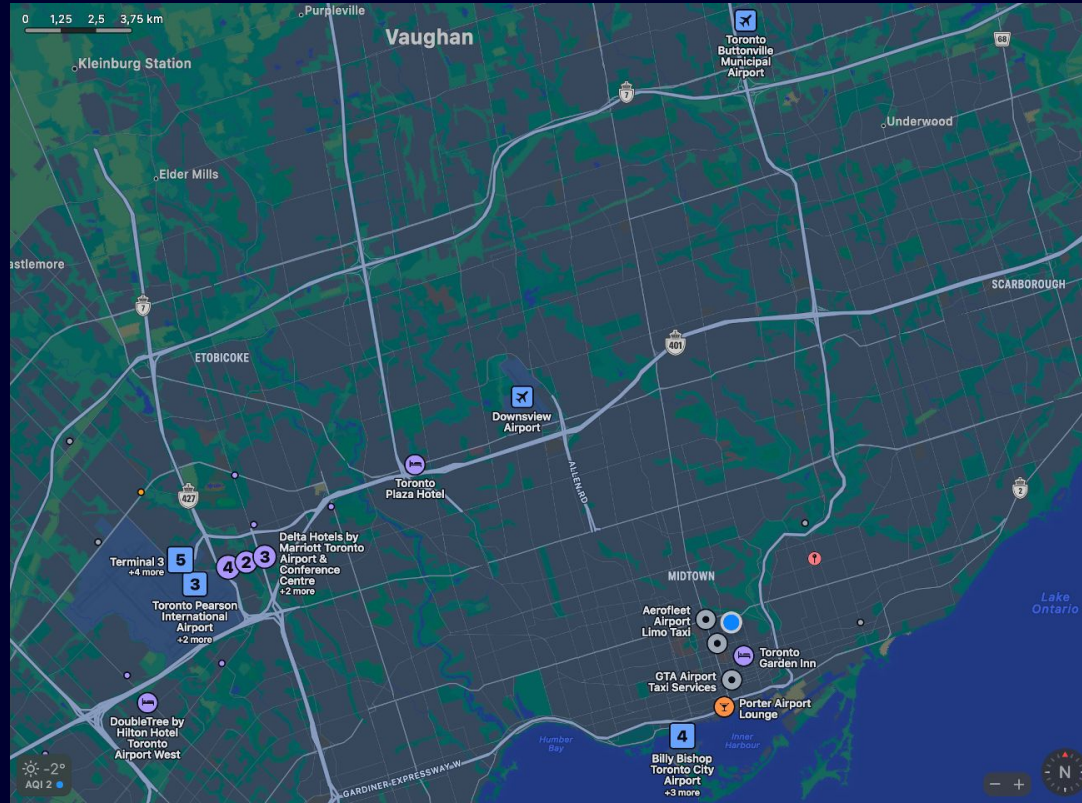 0 1,25 2,5 3,75 km
Purpleville
Vaughan
Kleinburg Station
Toronto
Buttonville
Municipal
Airport
68
7
Underwood
Elder Mills
astlemore
SCARBOROUGH
7
401
ETOBICOKE
Downsview
Airport
Toronto
Plaza Hotel
ALLEN RD
427
2
Delta Hotels by
Marriott Toronto
Airport &
Conference
Centre
+2 more
4 2 3
Terminal 3
+4 more
5
3
Toronto Pearson
International
Airport
+2 more
MIDTOWN
Lake
Ontario
Aerofleet
Airport
Limo Taxi
Toronto
Garden Inn
GTA Airport
Taxi Services
Porter Airport
Lounge
DoubleTree by
Hilton Hotel
Toronto
Airport West
Humber
Bay
Inner
Harbour
4
Billy Bishop
Toronto City
Airport
+3 more
GARDINER-EXPRESSWAY W
-2°
AQI 2
N
− +